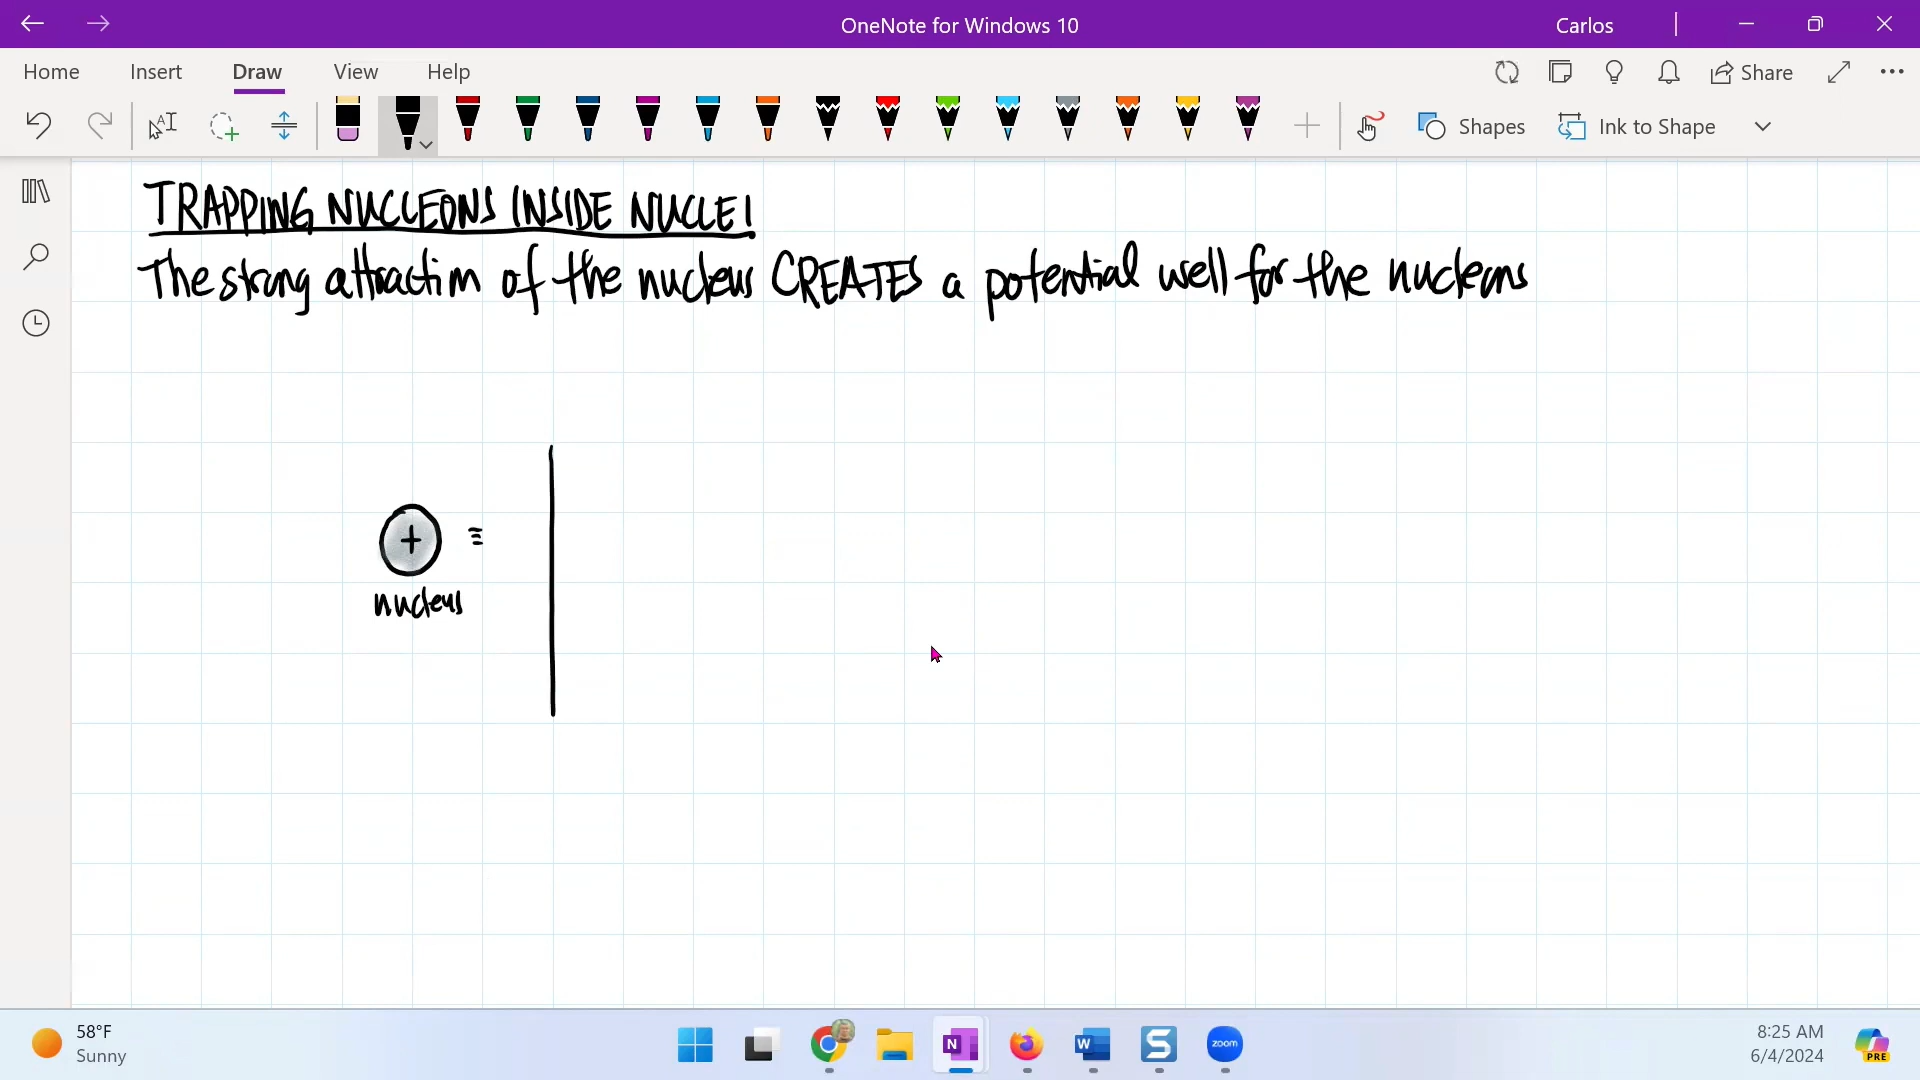 OneNote for Windows 10
Carlos
Home Insert Draw View Help
Share
Shapes
Ink to Shape
TRAPPING NUCLEONS INSIDE NUCLEI
The strong attraction of the nucleus CREATES a potential well for the nucleons
+ ≡
nucleus
58°F
Sunny
N
W
S
zoom
8:25 AM
6/4/2024
PRE